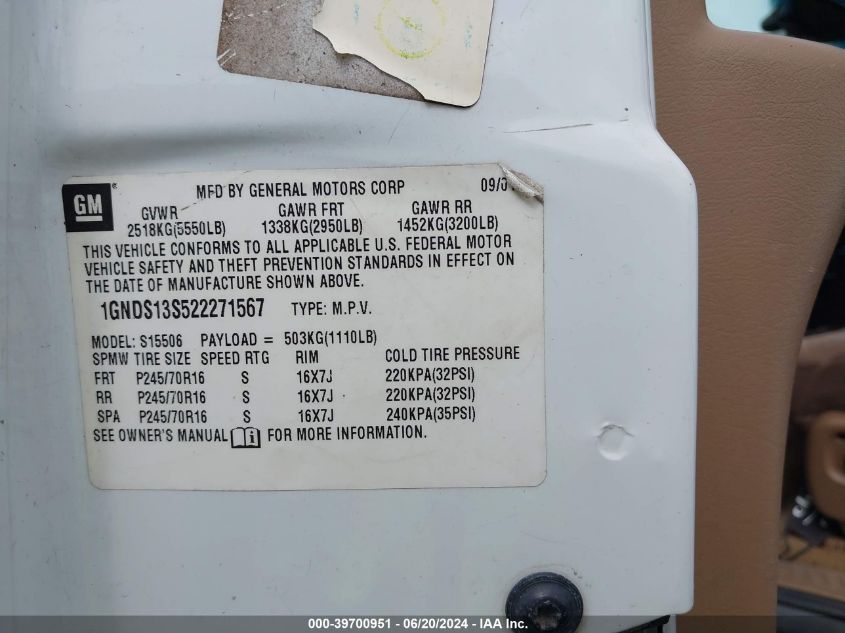 GM
MFD BY GENERAL MOTORS CORP 09/0
GVWR GAWR FRT GAWR RR
2518KG(5550LB) 1338KG(2950LB) 1452KG(3200LB)
THIS VEHICLE CONFORMS TO ALL APPLICABLE U.S. FEDERAL MOTOR
VEHICLE SAFETY AND THEFT PREVENTION STANDARDS IN EFFECT ON
THE DATE OF MANUFACTURE SHOWN ABOVE.
1GNDS13S522271567 TYPE: M.P.V.
MODEL: S15506 PAYLOAD = 503KG(1110LB)
SPMW TIRE SIZE SPEED RTG RIM COLD TIRE PRESSURE
FRT P245/70R16 S 16X7J 220KPA(32PSI)
RR P245/70R16 S 16X7J 220KPA(32PSI)
SPA P245/70R16 S 16X7J 240KPA(35PSI)
SEE OWNER'S MANUAL FOR MORE INFORMATION.
000-39700951 / 06/20/2024 - IAA Inc.